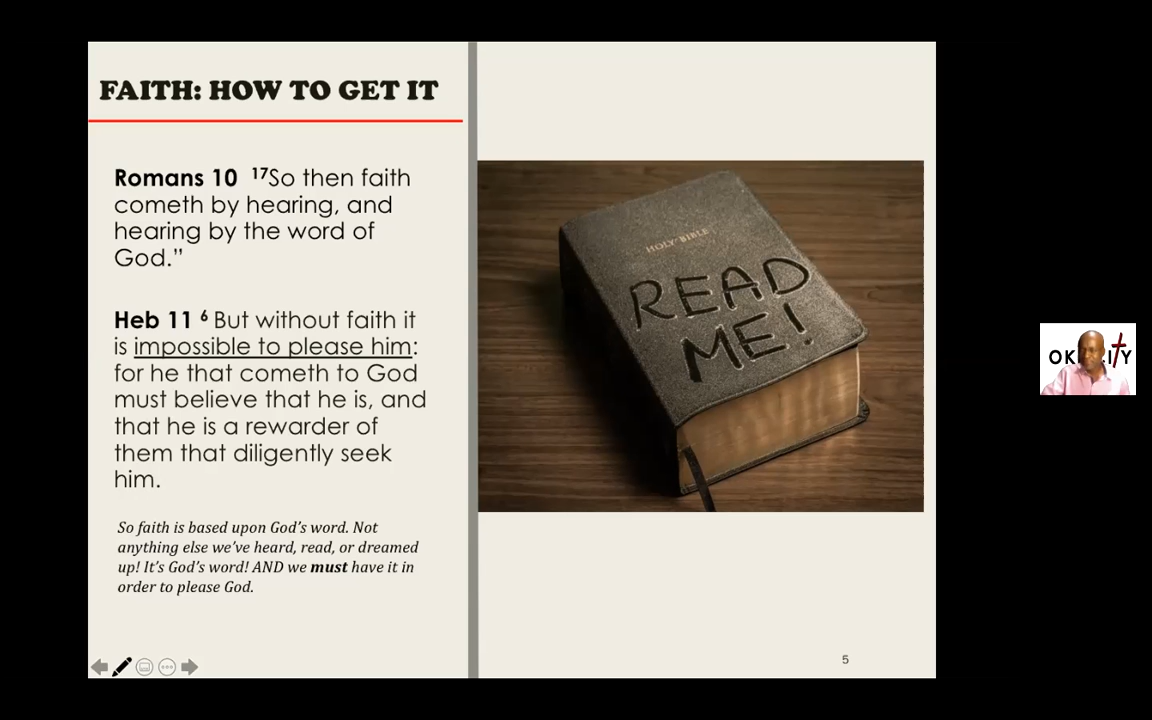 FAITH: HOW TO GET IT
Romans 10 17So then faith
cometh by hearing, and
hearing by the word of
God.”
Heb 11 6 But without faith it
is impossible to please him:
for he that cometh to God
must believe that he is, and
that he is a rewarder of
them that diligently seek
him.
So faith is based upon God’s word. Not
anything else we’ve heard, read, or dreamed
up! It’s God’s word! AND we must have it in
order to please God.
HOLY BIBLE
READ
ME!
5